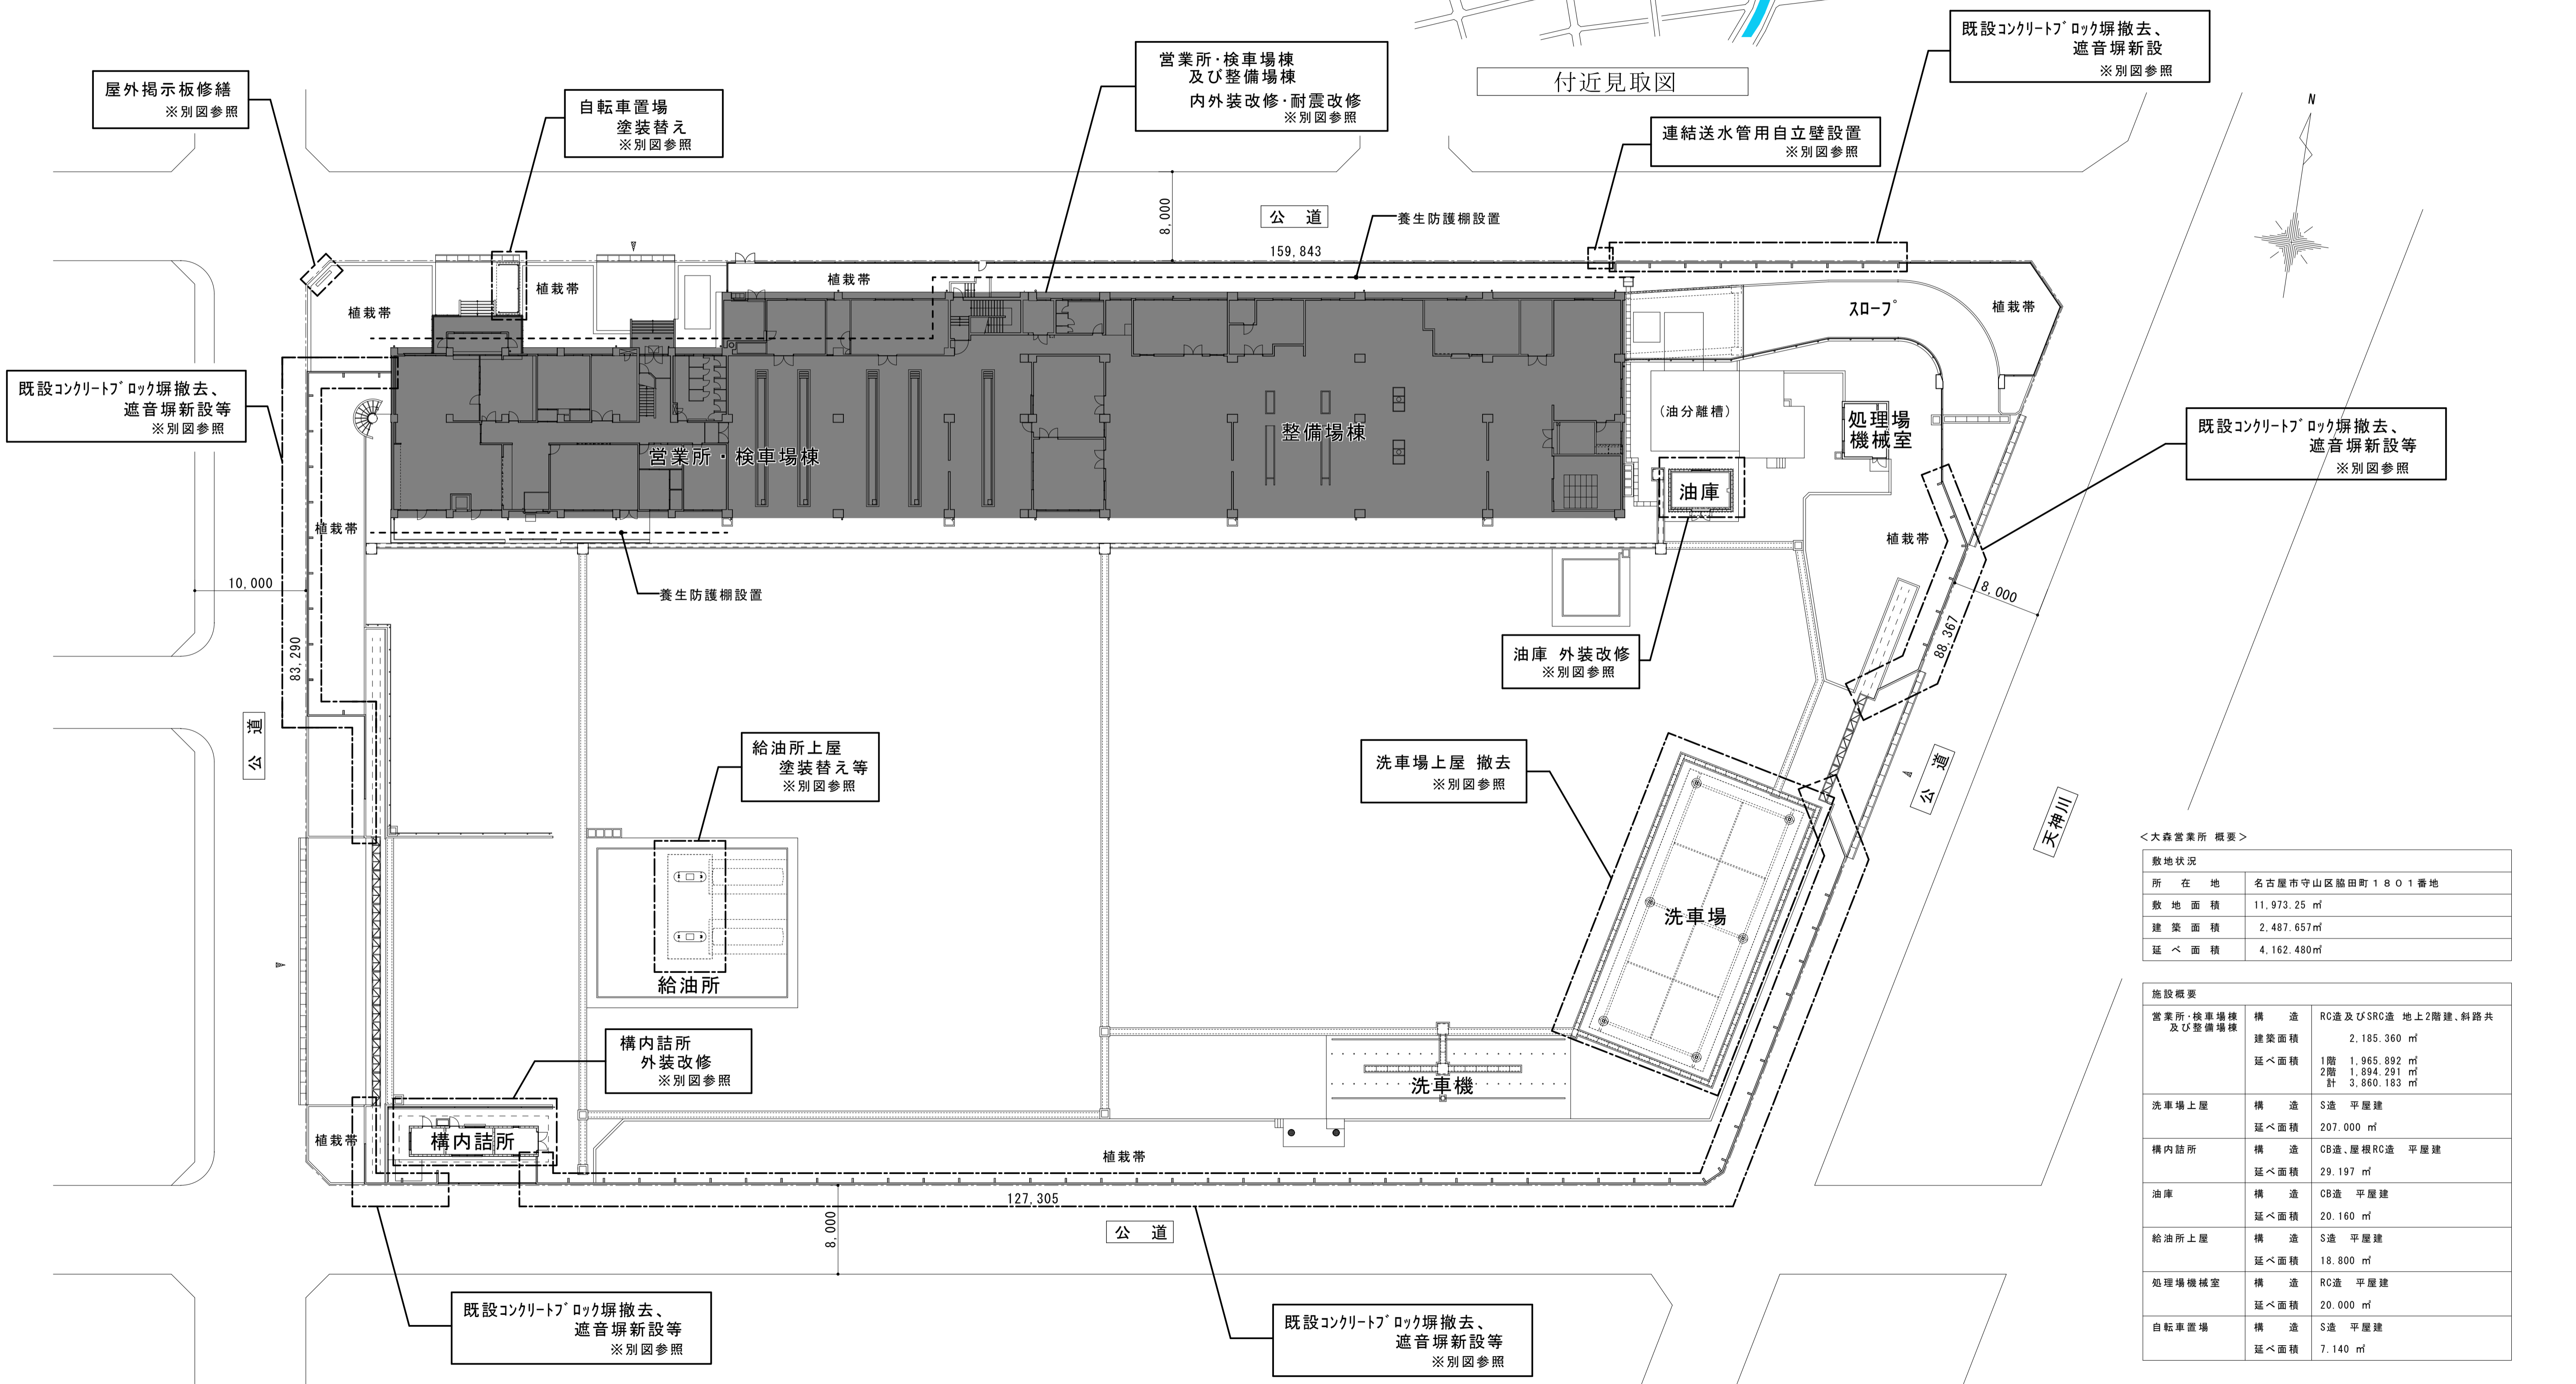 付近見取図
既設コンクリートブロック塀撤去、
遮音塀新設
※別図参照
営業所・検車場棟
及び整備場棟
内外装改修・耐震改修
※別図参照
屋外掲示板修繕
※別図参照
自転車置場
塗装替え
※別図参照
連結送水管用自立壁設置
※別図参照
N
8,000
公 道
養生防護棚設置
159,843
植栽帯
植栽帯
植栽帯
スロープ
植栽帯
既設コンクリートブロック塀撤去、
遮音塀新設等
※別図参照
(油分離槽)
処理場
機械室
既設コンクリートブロック塀撤去、
遮音塀新設等
※別図参照
営業所・検車場棟
整備場棟
油庫
植栽帯
植栽帯
10,000
養生防護棚設置
8,000
83,290
88,367
油庫 外装改修
※別図参照
公 道
給油所上屋
塗装替え等
※別図参照
洗車場上屋 撤去
※別図参照
公 道
天神川
洗車場
給油所
構内詰所
外装改修
※別図参照
洗車機
植栽帯
構内詰所
植栽帯
127,305
8,000
公 道
既設コンクリートブロック塀撤去、
遮音塀新設等
※別図参照
既設コンクリートブロック塀撤去、
遮音塀新設等
※別図参照
＜大森営業所 概要＞
敷地状況
所 在 地 名古屋市守山区脇田町１８０１番地
敷 地 面 積 11,973.25 ㎡
建 築 面 積 2,487.657㎡
延 べ 面 積 4,162.480㎡
施設概要
営業所・検車場棟 構 造 RC造及びSRC造 地上2階建、斜路共
及び整備場棟
建築面積 2,185.360 ㎡
延べ面積 1階 1,965.892 ㎡
2階 1,894.291 ㎡
計 3,860.183 ㎡
洗車場上屋 構 造 S造 平屋建
延べ面積 207.000 ㎡
構内詰所 構 造 CB造、屋根RC造 平屋建
延べ面積 29.197 ㎡
油庫 構 造 CB造 平屋建
延べ面積 20.160 ㎡
給油所上屋 構 造 S造 平屋建
延べ面積 18.800 ㎡
処理場機械室 構 造 RC造 平屋建
延べ面積 20.000 ㎡
自転車置場 構 造 S造 平屋建
延べ面積 7.140 ㎡